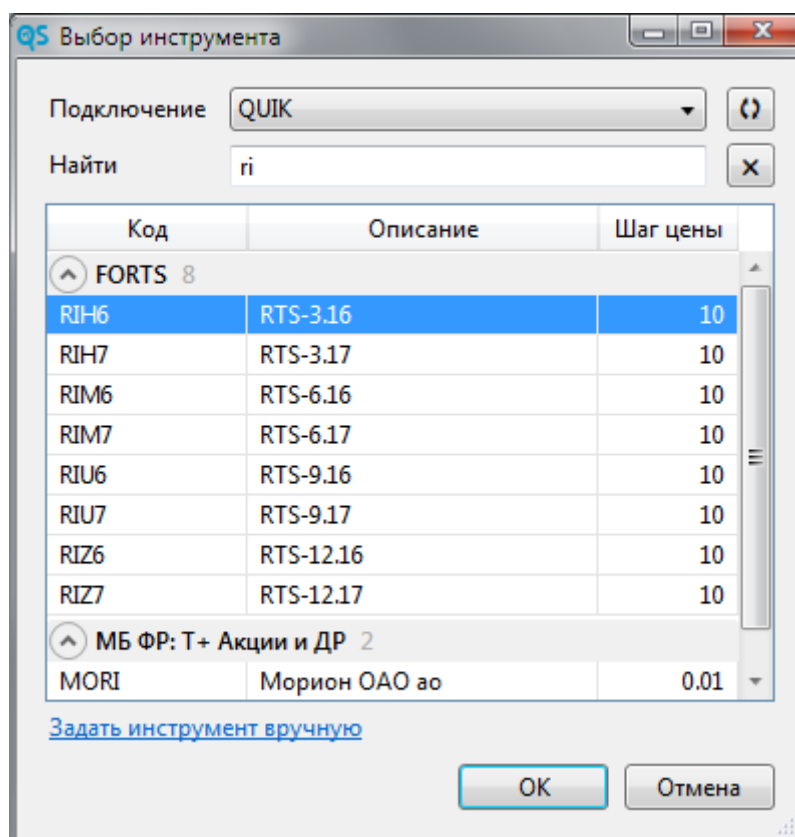 QS Выбор инструмента
Подключение QUIK
Найти ri
Код Описание Шаг цены
FORTS 8
RIH6 RTS-3.16 10
RIH7 RTS-3.17 10
RIM6 RTS-6.16 10
RIM7 RTS-6.17 10
RIU6 RTS-9.16 10
RIU7 RTS-9.17 10
RIZ6 RTS-12.16 10
RIZ7 RTS-12.17 10
МБ ФР: Т+ Акции и ДР 2
MORI Морион ОАО ао 0.01
Задать инструмент вручную
OK Отмена